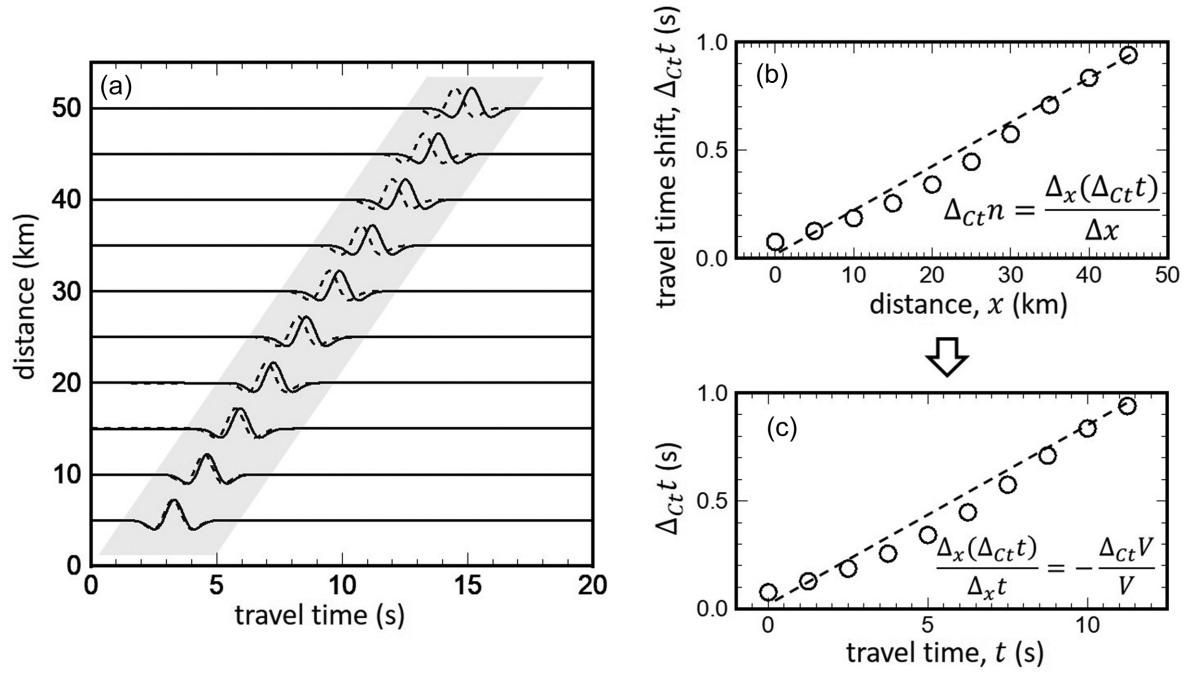 (a)
50
40
30
20
10
0
distance (km)
0 5 10 15 20
travel time (s)
(b)
travel time shift, Δ_{Ct}t (s)
1.0
0.5
0.0
Δ_{Ct}n = Δ_x(Δ_{Ct}t) / Δx
0 10 20 30 40 50
distance, x (km)
(c)
Δ_{Ct}t (s)
1.0
0.5
0.0
Δ_x(Δ_{Ct}t) / Δ_x t = − Δ_{Ct}V / V
0 5 10
travel time, t (s)